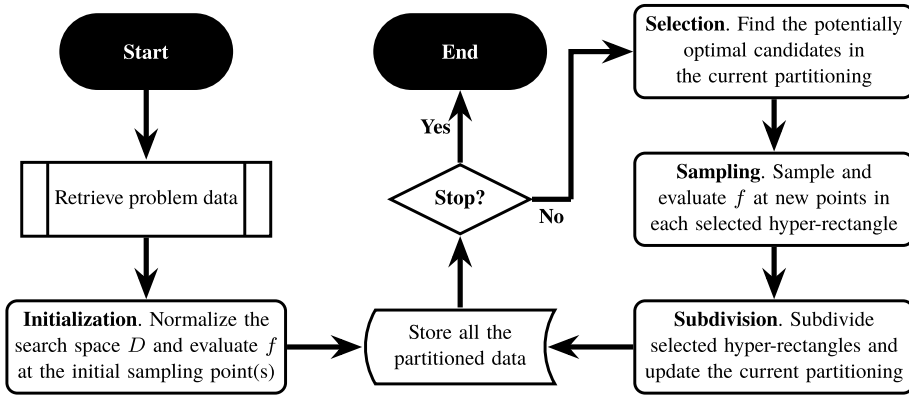 Start
Retrieve problem data
Initialization. Normalize the
search space D and evaluate f
at the initial sampling point(s)
Store all the
partitioned data
Stop?
Yes
End
No
Selection. Find the potentially
optimal candidates in
the current partitioning
Sampling. Sample and
evaluate f at new points in
each selected hyper-rectangle
Subdivision. Subdivide
selected hyper-rectangles and
update the current partitioning